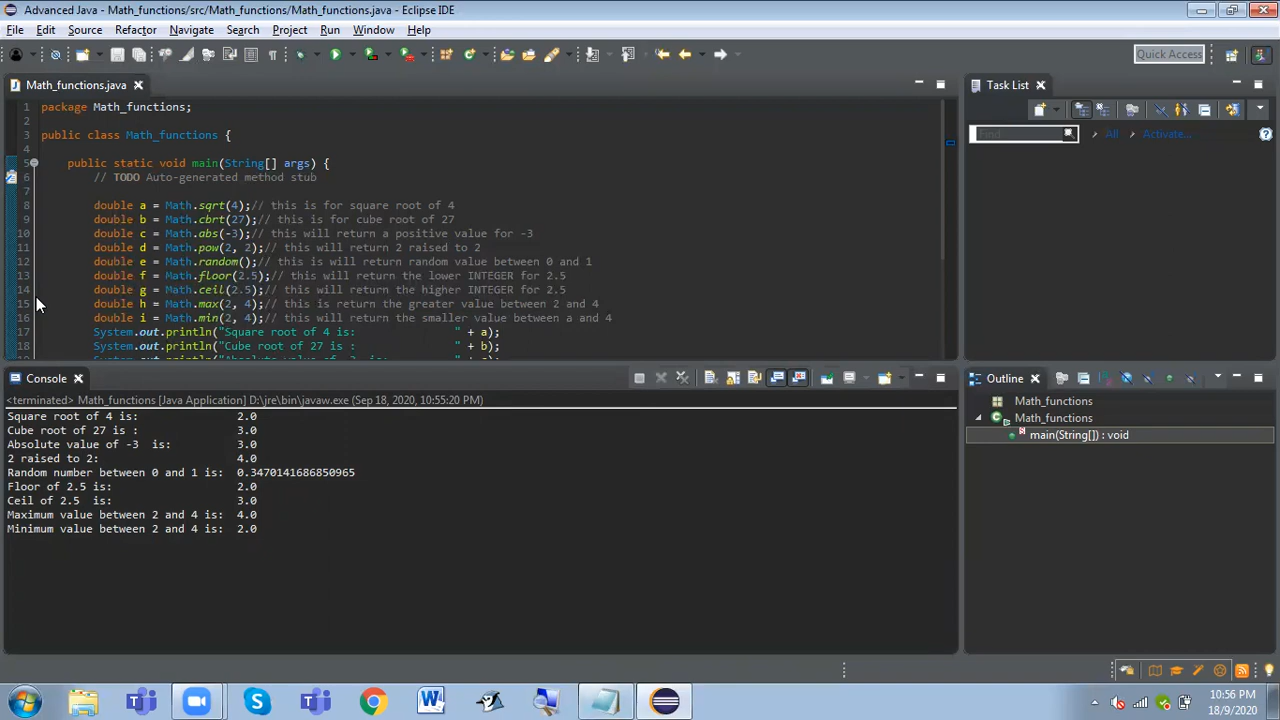 Advanced Java - Math_functions/src/Math_functions/Math_functions.java - Eclipse IDE
File Edit Source Refactor Navigate Search Project Run Window Help
Quick Access
Math_functions.java
1 package Math_functions;
2
3 public class Math_functions {
4
5 public static void main(String[] args) {
6 // TODO Auto-generated method stub
7
8 double a = Math.sqrt(4);// this is for square root of 4
9 double b = Math.cbrt(27);// this is for cube root of 27
10 double c = Math.abs(-3);// this will return a positive value for -3
11 double d = Math.pow(2, 2);// this will return 2 raised to 2
12 double e = Math.random();// this is will return random value between 0 and 1
13 double f = Math.floor(2.5);// this will return the lower INTEGER for 2.5
14 double g = Math.ceil(2.5);// this will return the higher INTEGER for 2.5
15 double h = Math.max(2, 4);// this is return the greater value between 2 and 4
16 double i = Math.min(2, 4);// this will return the smaller value between a and 4
17 System.out.println("Square root of 4 is: " + a);
18 System.out.println("Cube root of 27 is : " + b);
Task List
Find
All
Activate...
Console
<terminated> Math_functions [Java Application] D:\jre\bin\javaw.exe (Sep 18, 2020, 10:55:20 PM)
Square root of 4 is: 2.0
Cube root of 27 is : 3.0
Absolute value of -3 is: 3.0
2 raised to 2: 4.0
Random number between 0 and 1 is: 0.3470141686850965
Floor of 2.5 is: 2.0
Ceil of 2.5 is: 3.0
Maximum value between 2 and 4 is: 4.0
Minimum value between 2 and 4 is: 2.0
Outline
Math_functions
Math_functions
main(String[]) : void
10:56 PM
18/9/2020